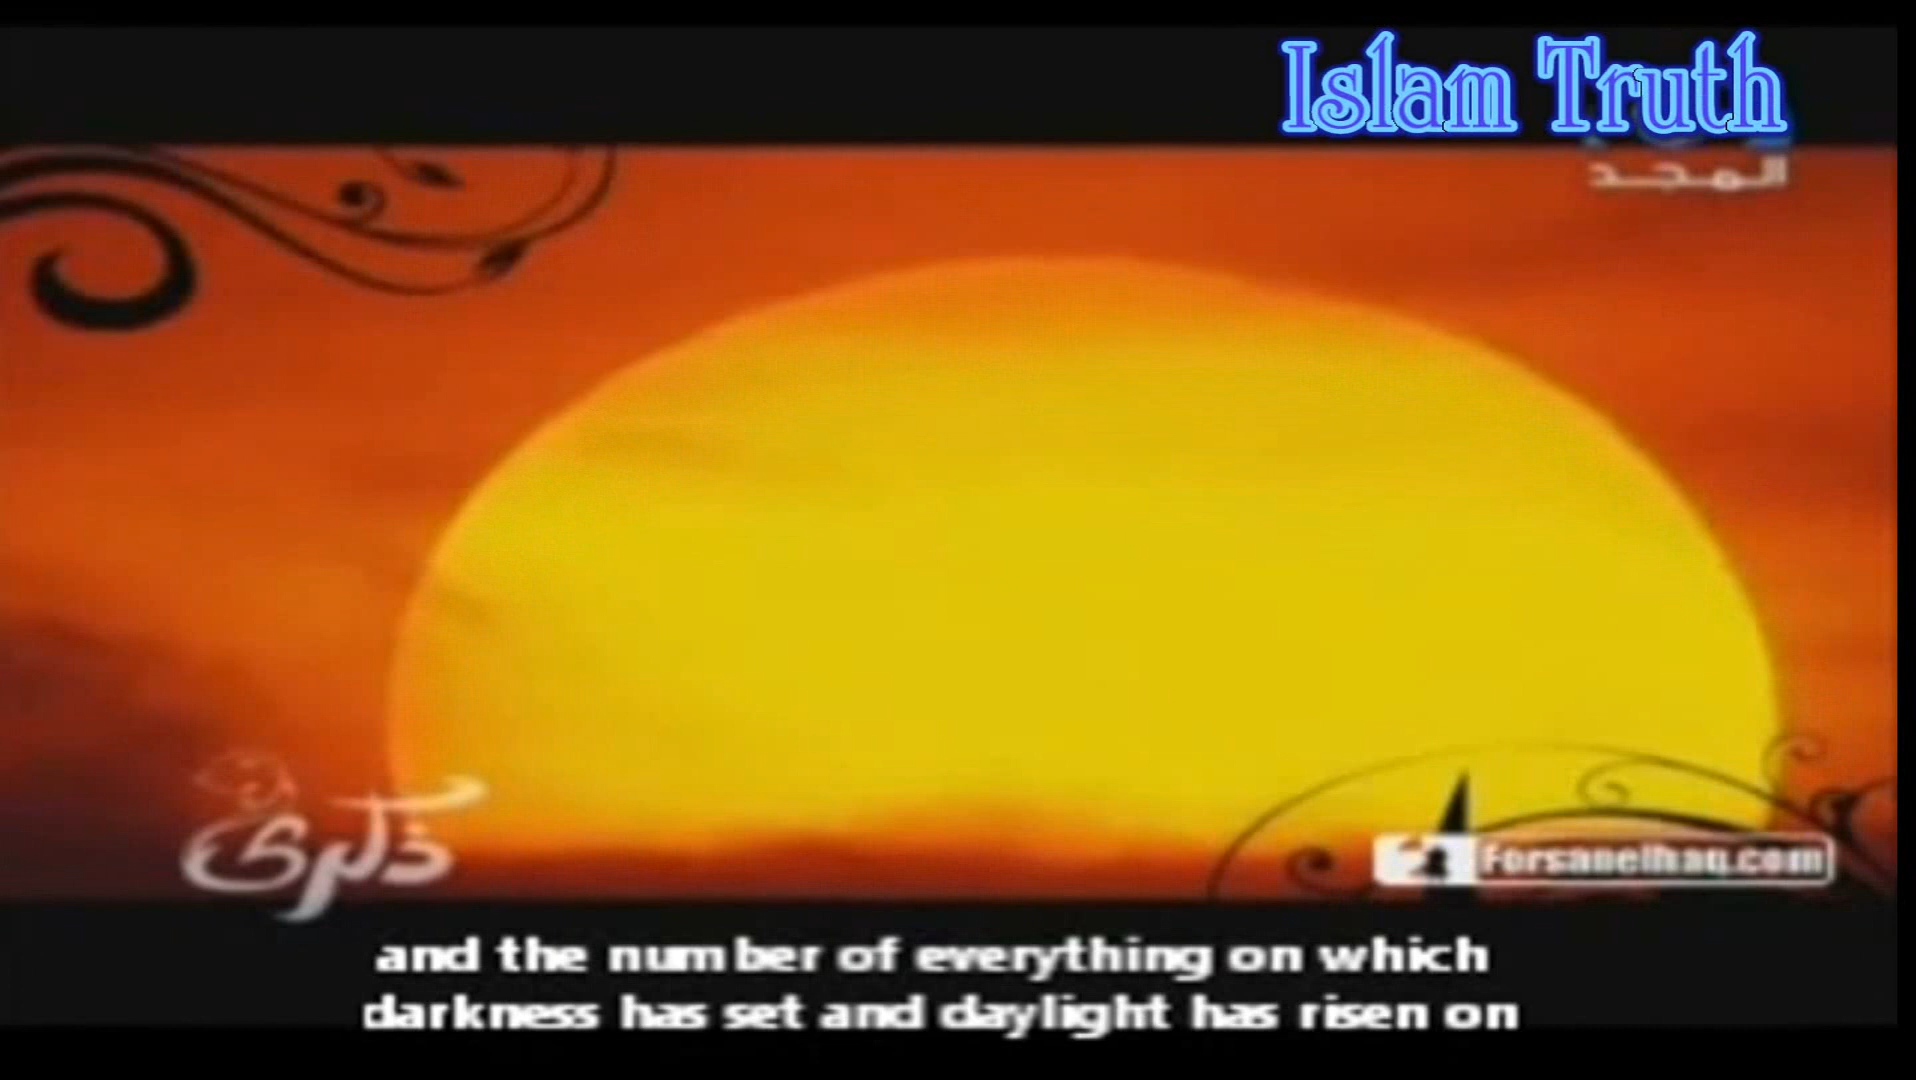 Islam Truth
المجد
ذكرى
Forsanelhaq.com
and the number of everything on which
darkness has set and daylight has risen on